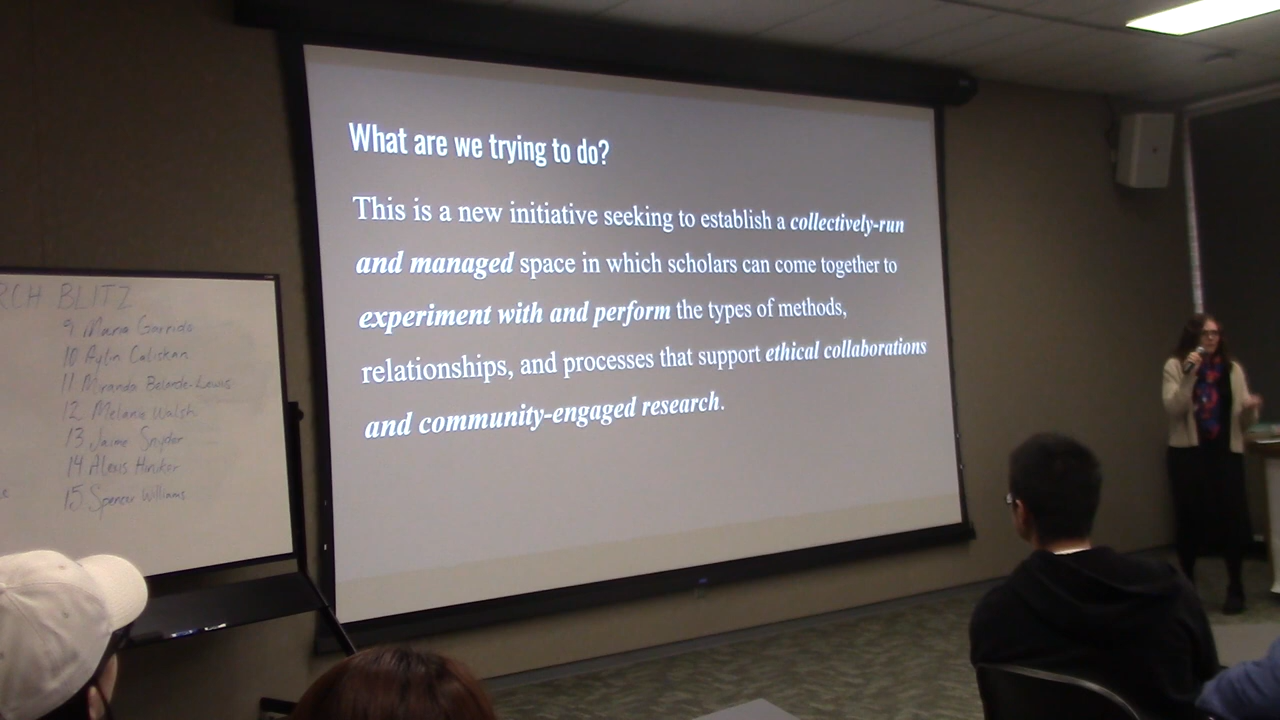 What are we trying to do?
This is a new initiative seeking to establish a collectively-run
and managed space in which scholars can come together to
experiment with and perform the types of methods,
relationships, and processes that support ethical collaborations
and community-engaged research.
RCH BLITZ
9 Maria Garrido
10 Aylin Caliskan
11 Miranda Belarde-Lewis
12 Melanie Walsh
13 Jaime Snyder
14 Alexis Hiniker
15 Spencer Williams